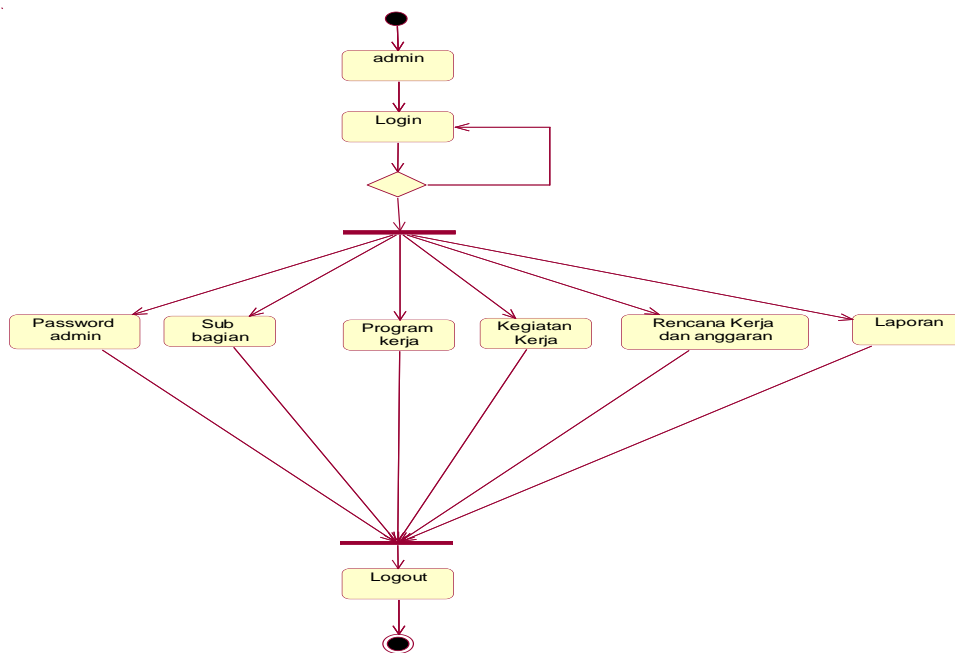 admin
Login
Password
admin
Sub
bagian
Program
kerja
Kegiatan
Kerja
Rencana Kerja
dan anggaran
Laporan
Logout